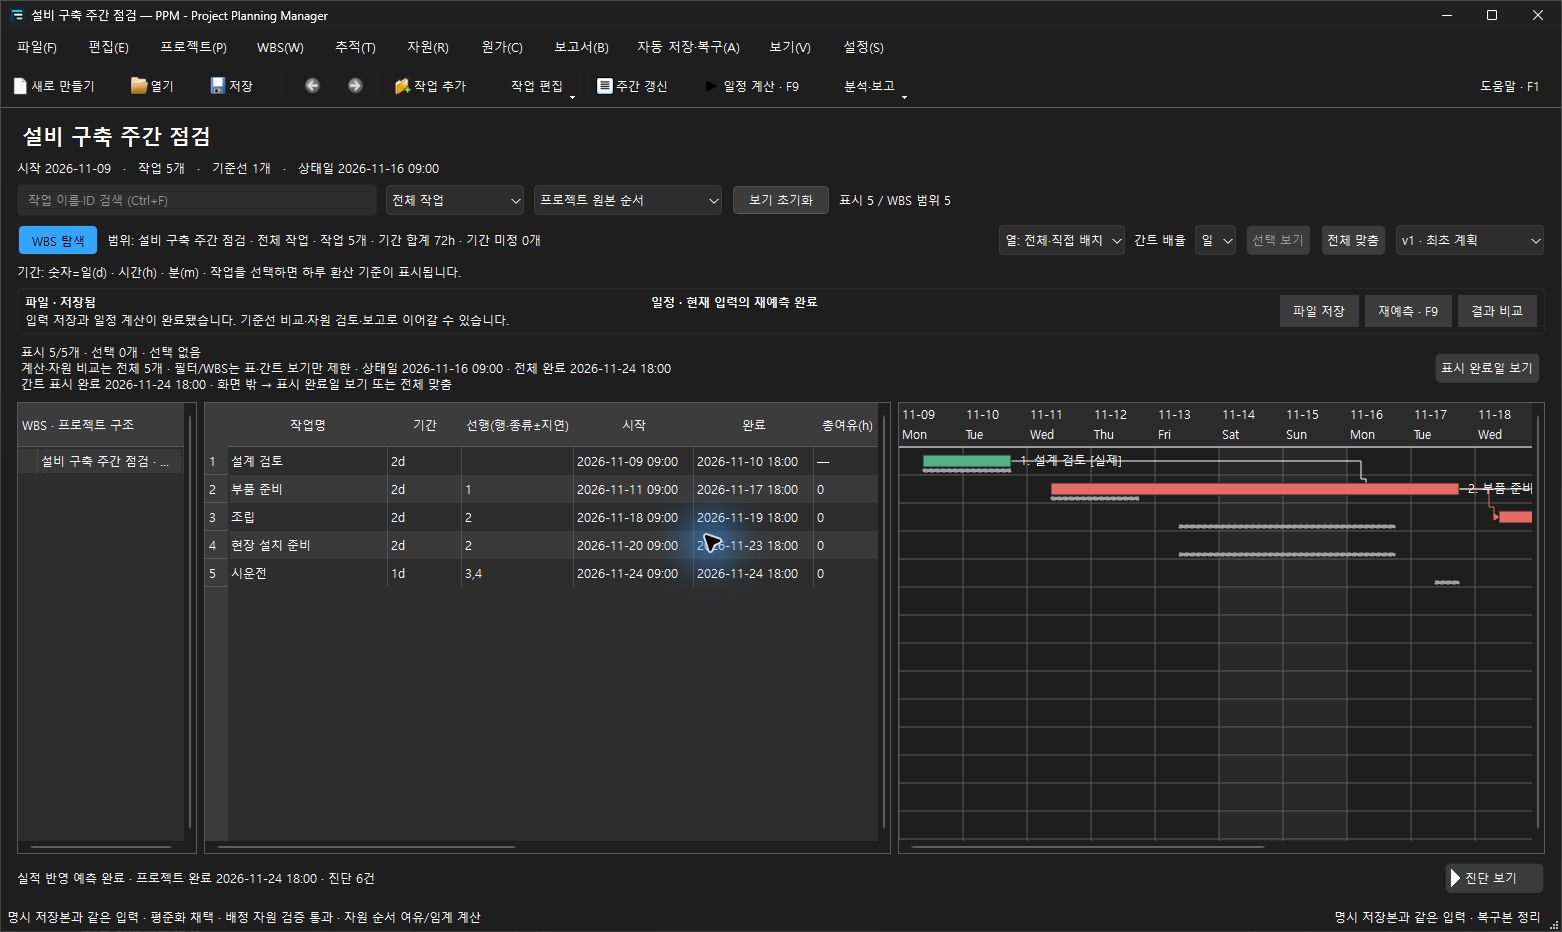 설비 구축 주간 점검 — PPM - Project Planning Manager
파일(F) 편집(E) 프로젝트(P) WBS(W) 추적(T) 자원(R) 원가(C) 보고서(B) 자동 저장·복구(A) 보기(V) 설정(S)
새로 만들기 열기 저장 작업 추가 작업 편집 주간 갱신 일정 계산 · F9 분석·보고 도움말 · F1
설비 구축 주간 점검
시작 2026-11-09 · 작업 5개 · 기준선 1개 · 상태일 2026-11-16 09:00
작업 이름·ID 검색 (Ctrl+F) 전체 작업 프로젝트 원본 순서 보기 초기화 표시 5 / WBS 범위 5
WBS 탐색 범위: 설비 구축 주간 점검 · 전체 작업 · 작업 5개 · 기간 합계 72h · 기간 미정 0개 열: 전체·직접 배치 간트 배율 일 선택 보기 전체 맞춤 v1 · 최초 계획
기간: 숫자=일(d) · 시간(h) · 분(m) · 작업을 선택하면 하루 환산 기준이 표시됩니다.
파일 · 저장됨 일정 · 현재 입력의 재예측 완료
입력 저장과 일정 계산이 완료됐습니다. 기준선 비교·자원 검토·보고로 이어갈 수 있습니다. 파일 저장 재예측 · F9 결과 비교
표시 5/5개 · 선택 0개 · 선택 없음
계산·자원 비교는 전체 5개 · 필터/WBS는 표·간트 보기만 제한 · 상태일 2026-11-16 09:00 · 전체 완료 2026-11-24 18:00
간트 표시 완료 2026-11-24 18:00 · 화면 밖 → 표시 완료일 보기 또는 전체 맞춤 표시 완료일 보기
WBS · 프로젝트 구조
설비 구축 주간 점검 · ...
작업명 기간 선행(행·종류±지연) 시작 완료 총여유(h)
1 설계 검토 2d 2026-11-09 09:00 2026-11-10 18:00 —
2 부품 준비 2d 1 2026-11-11 09:00 2026-11-17 18:00 0
3 조립 2d 2 2026-11-18 09:00 2026-11-19 18:00 0
4 현장 설치 준비 2d 2 2026-11-20 09:00 2026-11-23 18:00 0
5 시운전 1d 3,4 2026-11-24 09:00 2026-11-24 18:00 0
11-09 11-10 11-11 11-12 11-13 11-14 11-15 11-16 11-17 11-18
Mon Tue Wed Thu Fri Sat Sun Mon Tue Wed
1. 설계 검토 [실제]
2. 부품 준비
실적 반영 예측 완료 · 프로젝트 완료 2026-11-24 18:00 · 진단 6건 진단 보기
명시 저장본과 같은 입력 · 평준화 채택 · 배정 자원 검증 통과 · 자원 순서 여유/임계 계산 명시 저장본과 같은 입력 · 복구본 정리